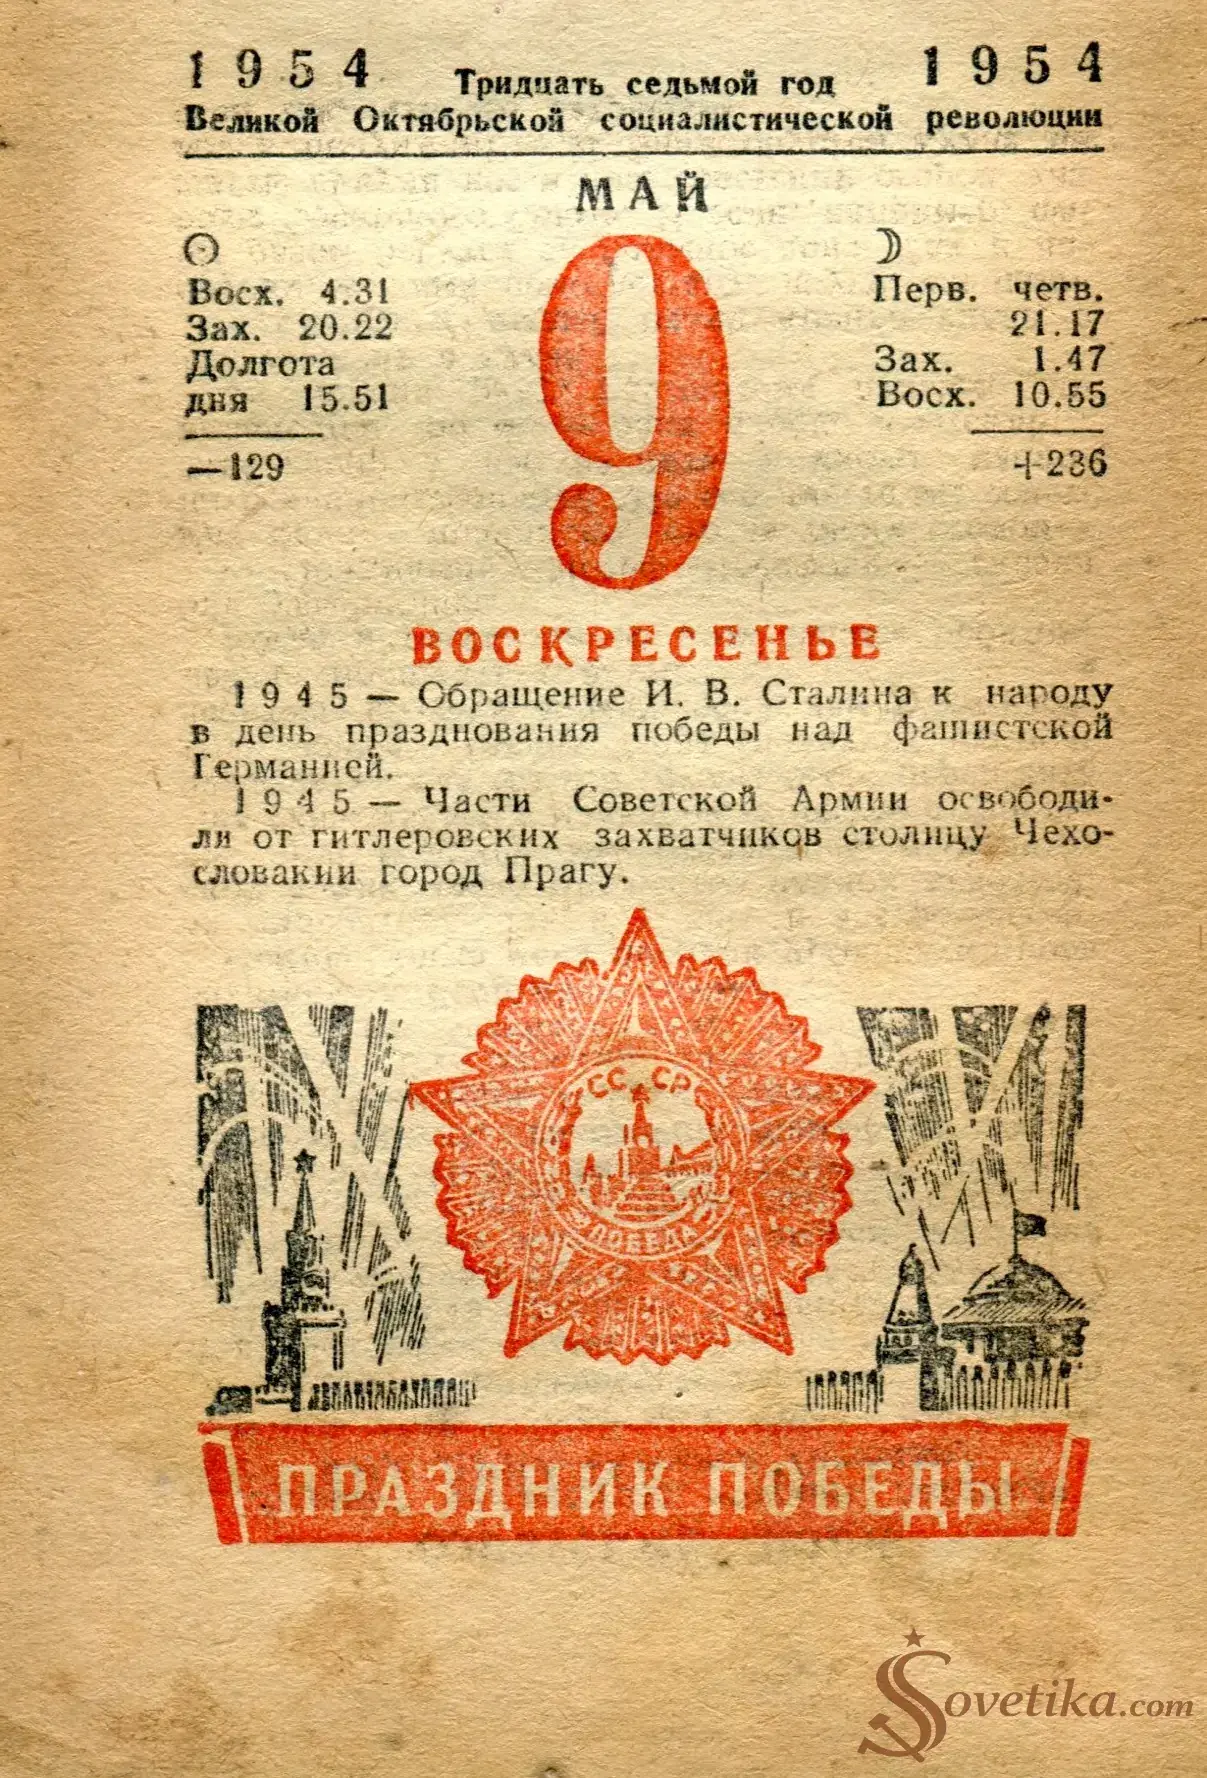 1954 Тридцать седьмой год 1954
Великой Октябрьской социалистической революции
МАЙ
9
Восх. 4.31
Зах. 20.22
Долгота
дня 15.51
—129
Перв. четв.
21.17
Зах. 1.47
Восх. 10.55
+236
ВОСКРЕСЕНЬЕ
1945 — Обращение И. В. Сталина к народу
в день празднования победы над фашистской
Германией.
1945 — Части Советской Армии освободи-
ли от гитлеровских захватчиков столицу Чехо-
словакии город Прагу.
СССР
ПОБЕДА
ПРАЗДНИК ПОБЕДЫ
Sovetika.com